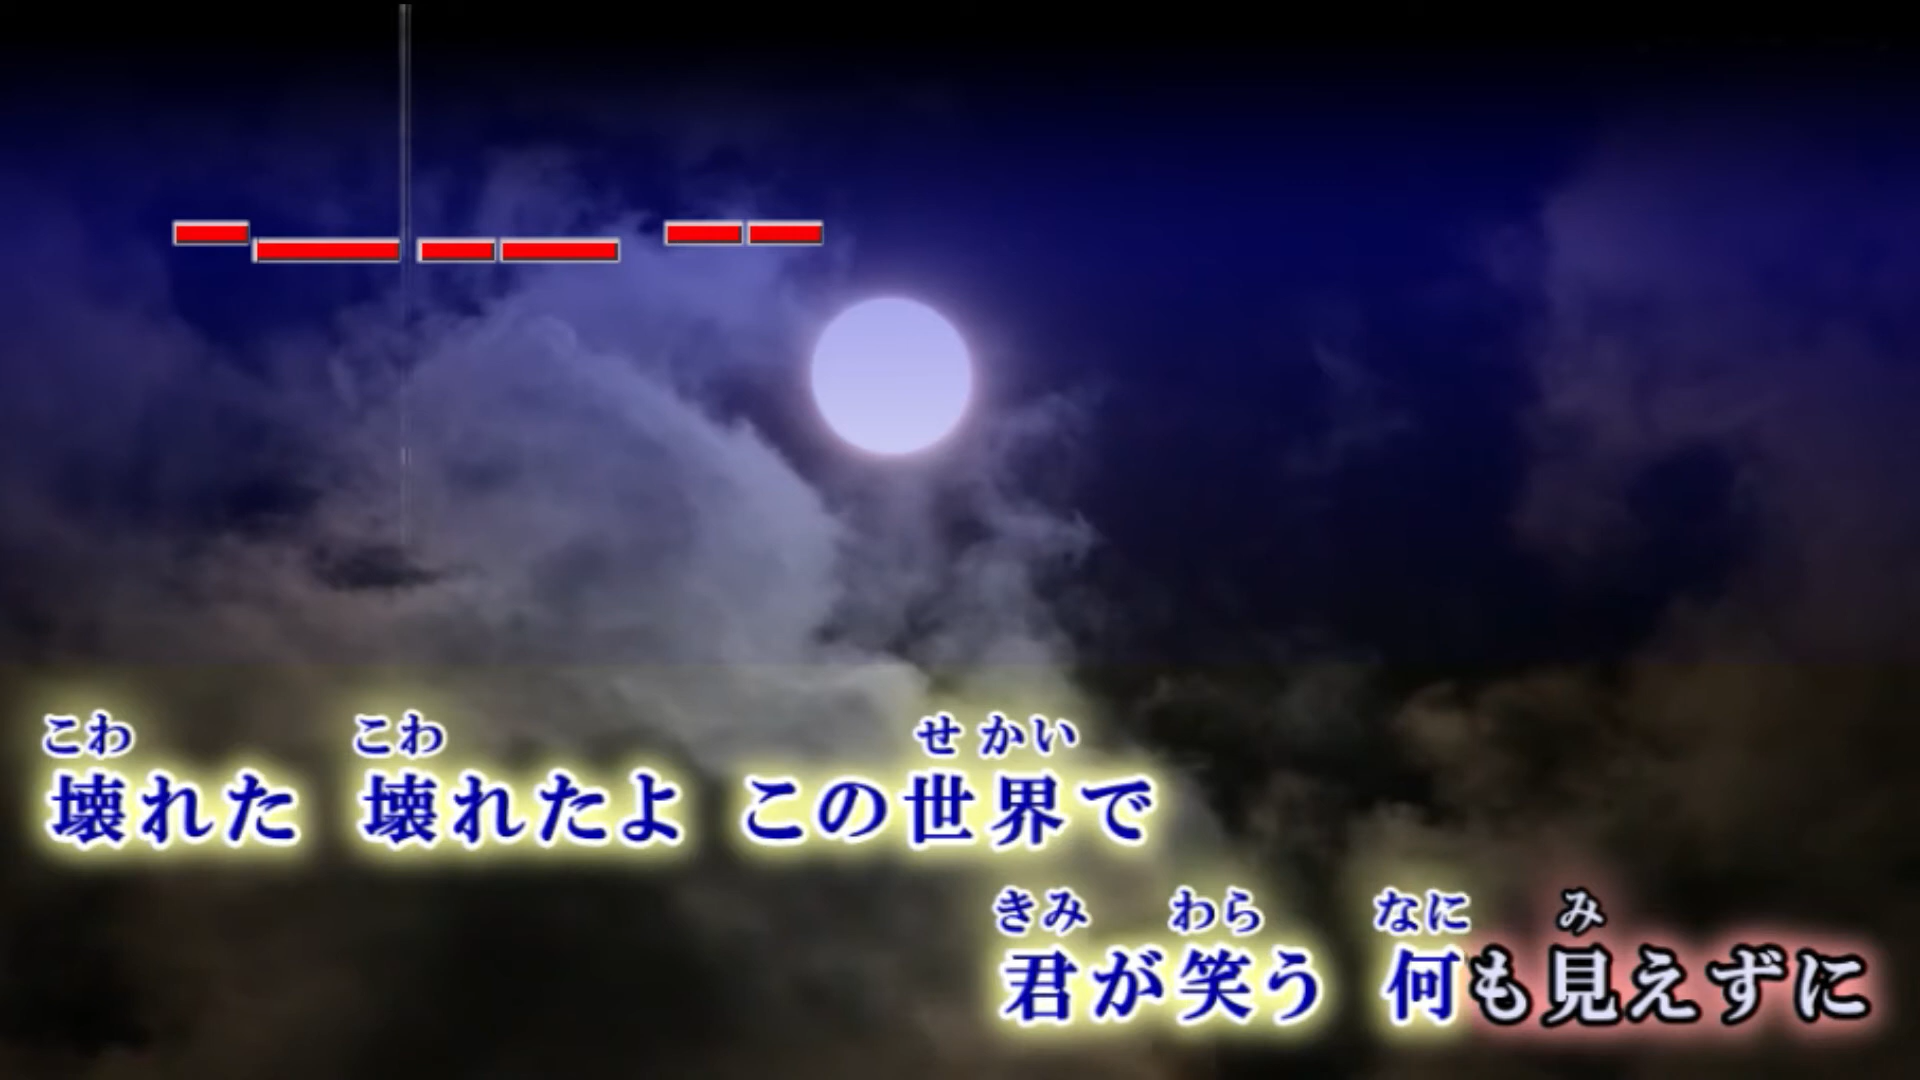 こわ こわ せかい
壊れた 壊れたよ この世界で
きみ わら なに み
君が笑う 何も見えずに